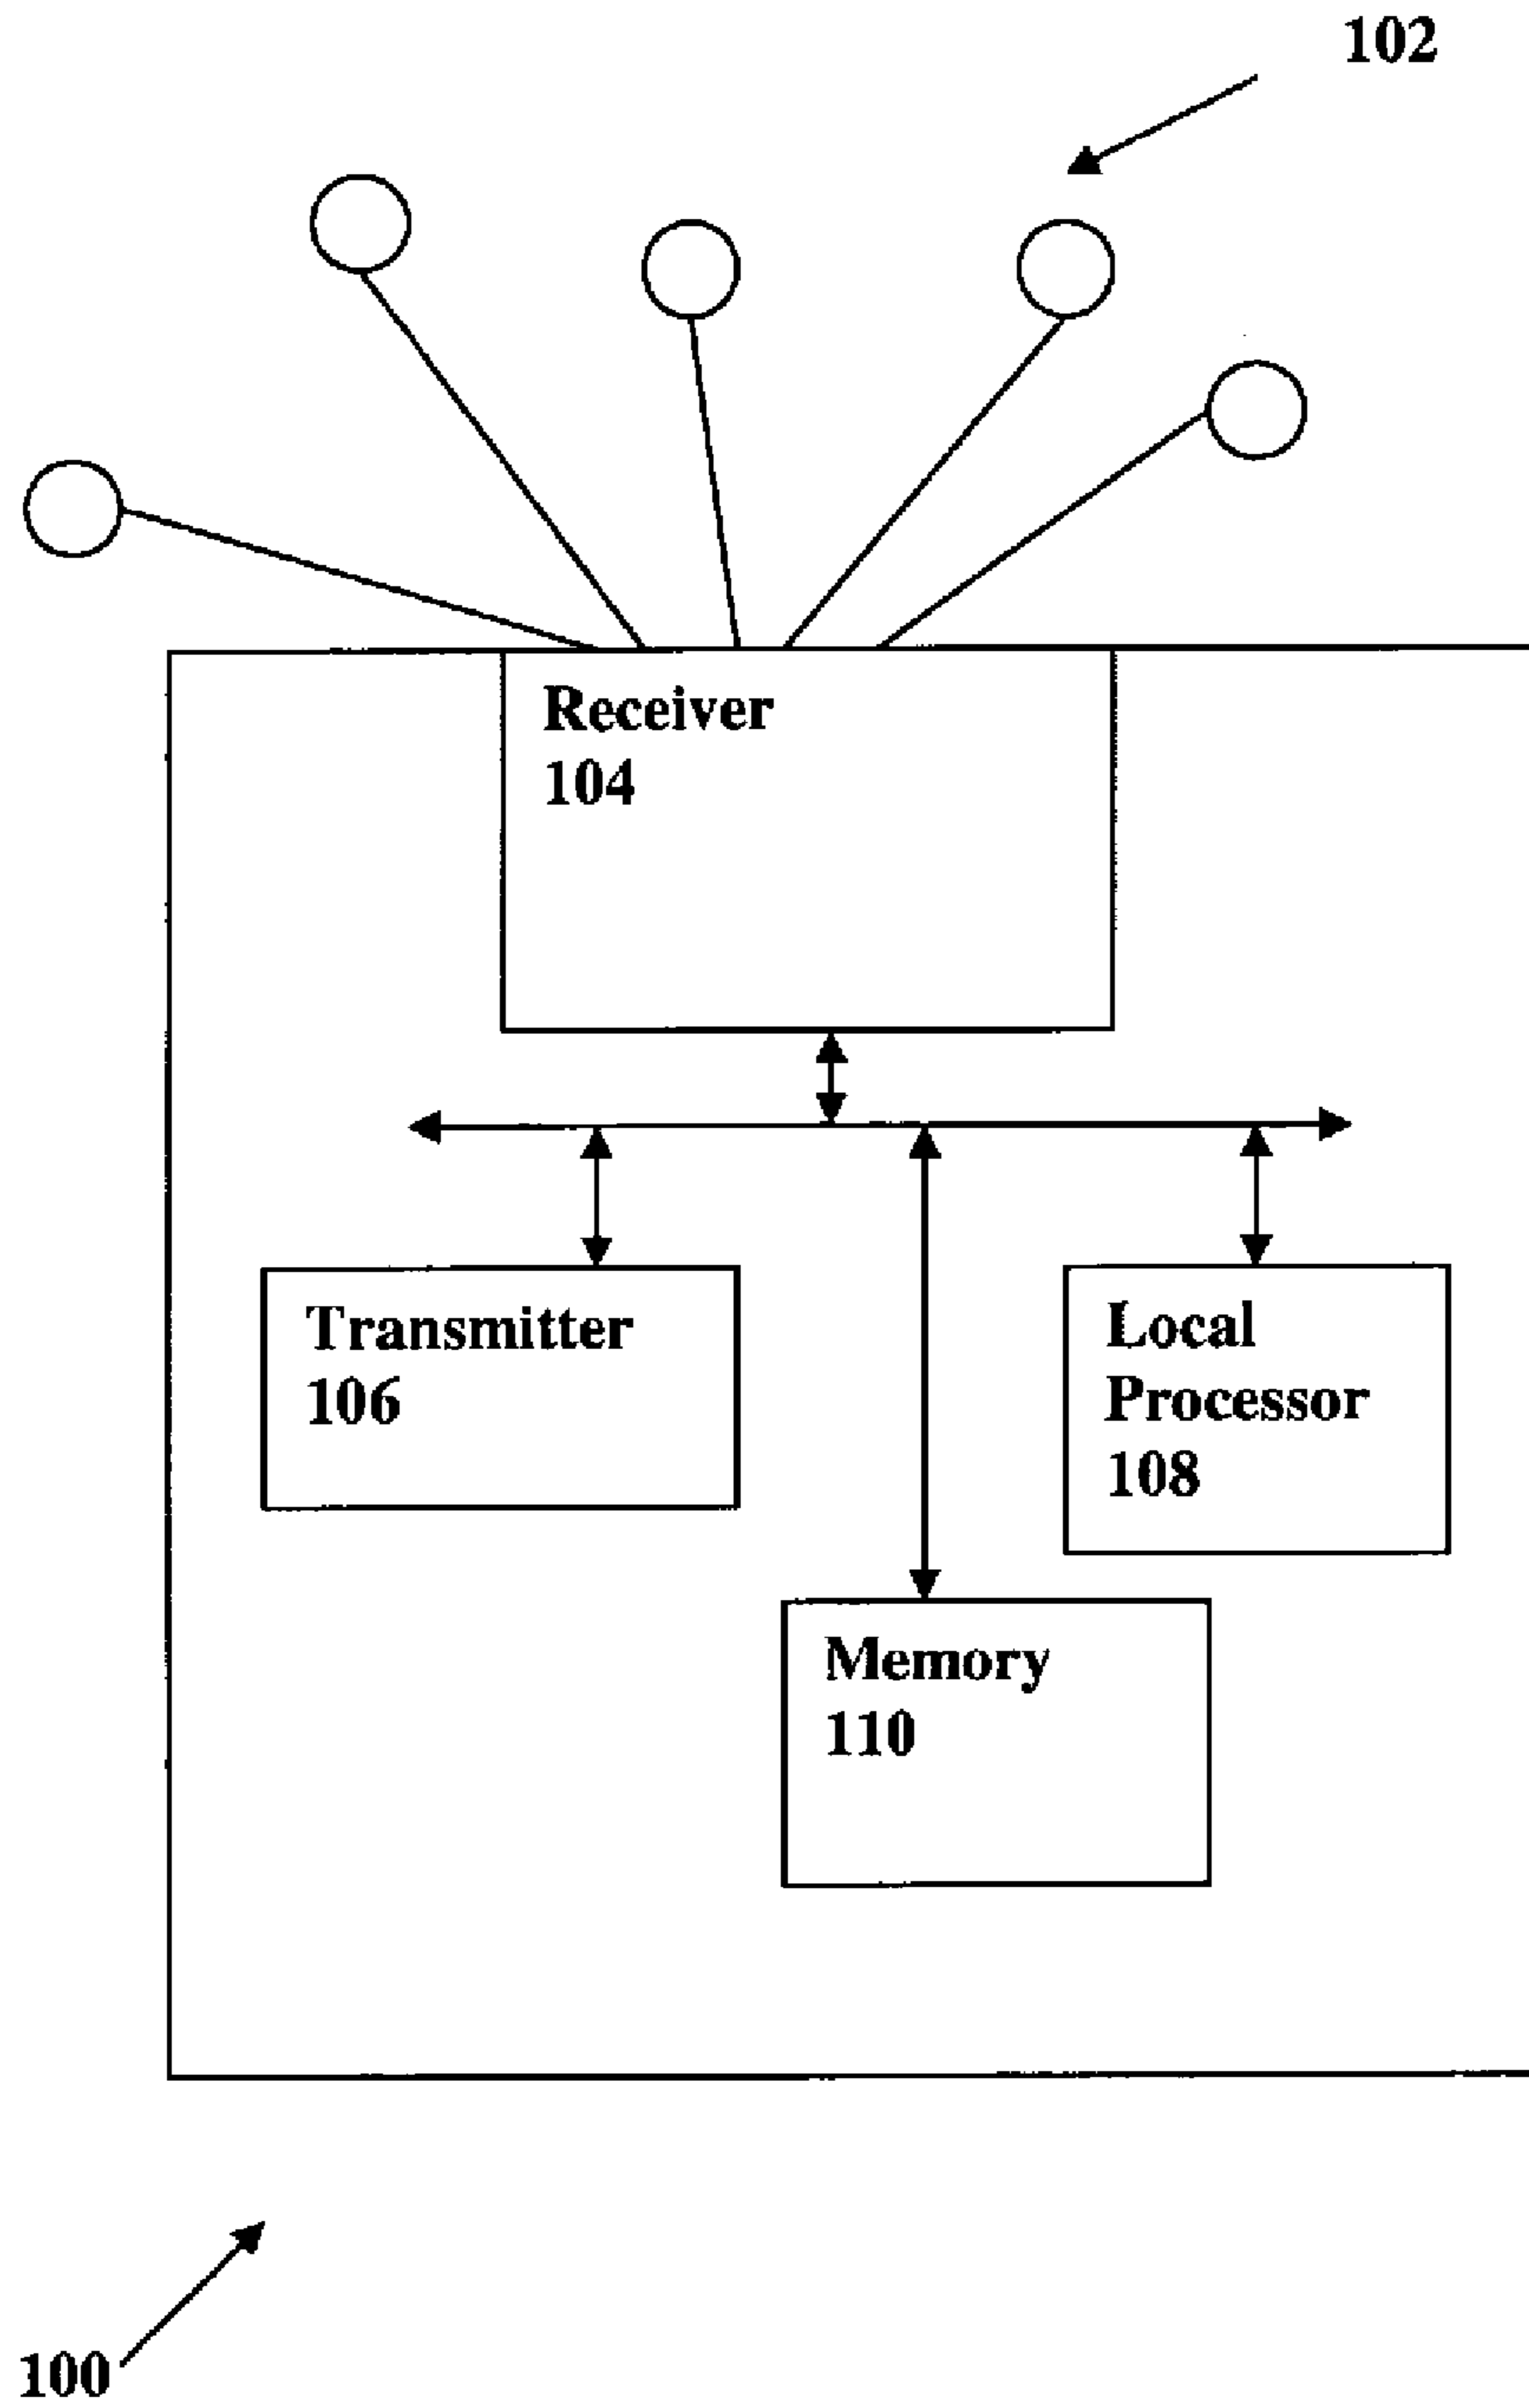 102
Receiver
104
Transmitter
106
Local
Processor
108
Memory
110
100